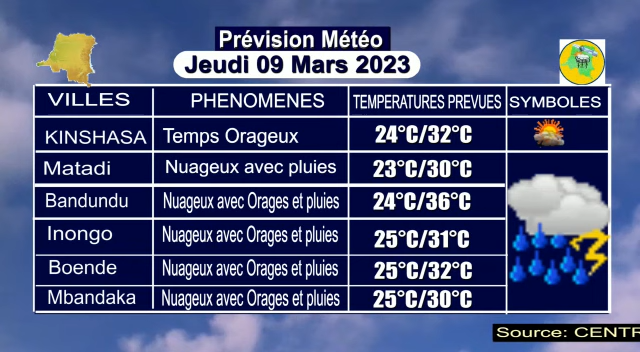 Prévision Météo
Jeudi 09 Mars 2023
VILLES PHENOMENES TEMPERATURES PREVUES SYMBOLES
KINSHASA Temps Orageux 24°C/32°C
Matadi Nuageux avec pluies 23°C/30°C
Bandundu Nuageux avec Orages et pluies 24°C/36°C
Inongo Nuageux avec Orages et pluies 25°C/31°C
Boende Nuageux avec Orages et pluies 25°C/32°C
Mbandaka Nuageux avec Orages et pluies 25°C/30°C
Source: CENTR